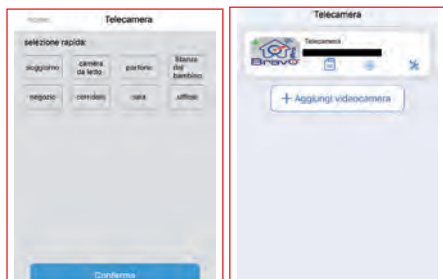 Telecamera
selezione rapida:
soggiorno
camera
da letto
portone
Stanza
del
bambino
negozio
corridoio
sala
ufficio
Conferma
Telecamera
Telecamera
Bravo
+ Aggiungi videocamera